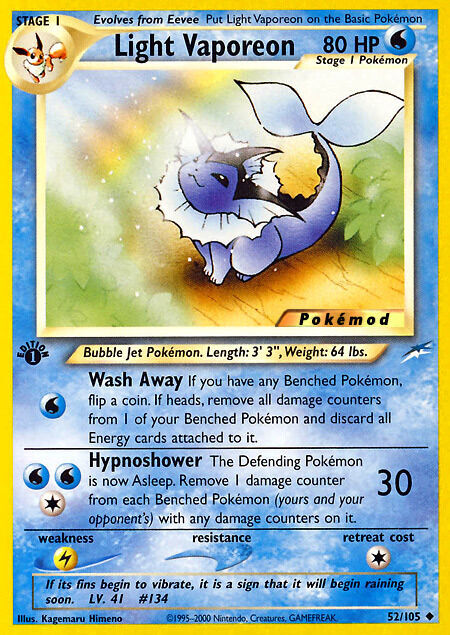 STAGE 1 Evolves from Eevee Put Light Vaporeon on the Basic Pokémon
Light Vaporeon 80 HP
Stage 1 Pokémon
Pokémod
EDITION 1
Bubble Jet Pokémon. Length: 3' 3", Weight: 64 lbs.
Wash Away If you have any Benched Pokémon,
flip a coin. If heads, remove all damage counters
from 1 of your Benched Pokémon and discard all
Energy cards attached to it.
Hypnoshower The Defending Pokémon
is now Asleep. Remove 1 damage counter
from each Benched Pokémon (yours and your
opponent's) with any damage counters on it.
30
weakness resistance retreat cost
If its fins begin to vibrate, it is a sign that it will begin raining
soon. LV. 41 #134
Illus. Kagemaru Himeno ©1995-2000 Nintendo, Creatures, GAMEFREAK. 52/105